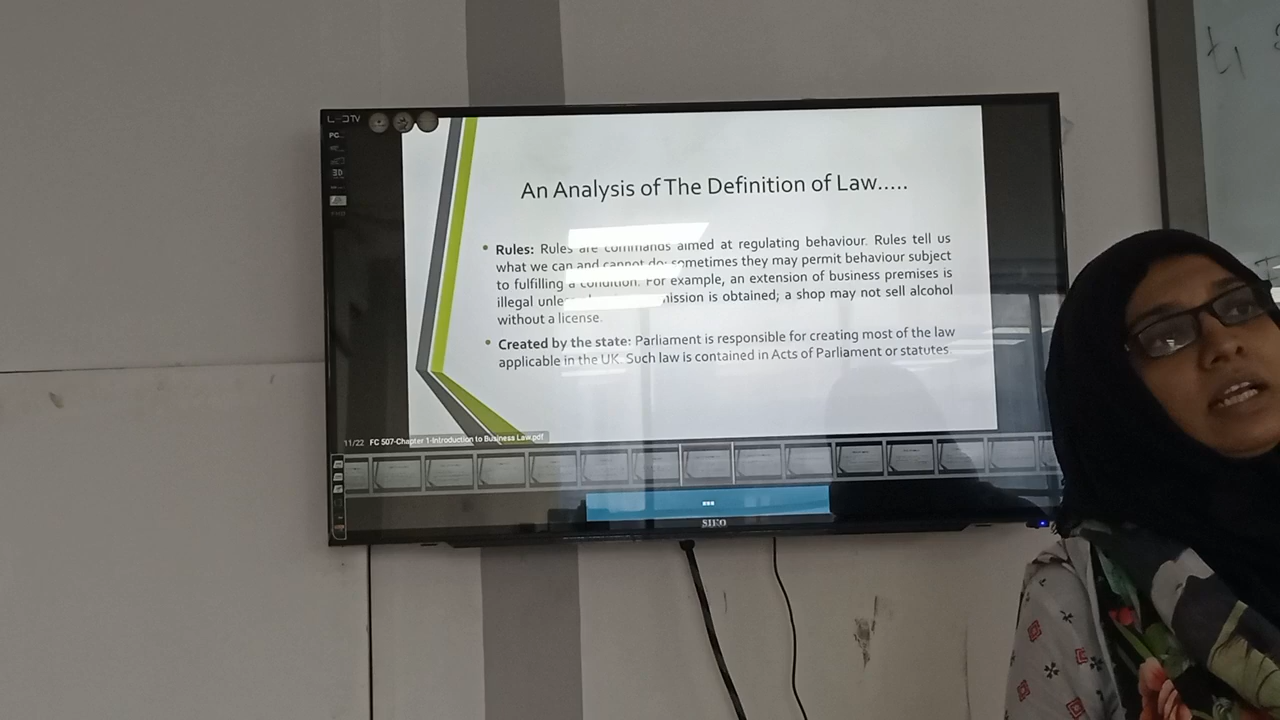 PC
3D
An Analysis of The Definition of Law.....
• Rules: Rules are commands aimed at regulating behaviour. Rules tell us
what we can and cannot do; sometimes they may permit behaviour subject
to fulfilling a condition. For example, an extension of business premises is
illegal obtained; a shop may not sell alcohol
without a license.
• Created by the state: Parliament is responsible for creating most of the law
applicable in the UK. Such law is contained in Acts of Parliament or statutes
11/22 FC 507-Chapter 1-Introduction to Business Law.pdf